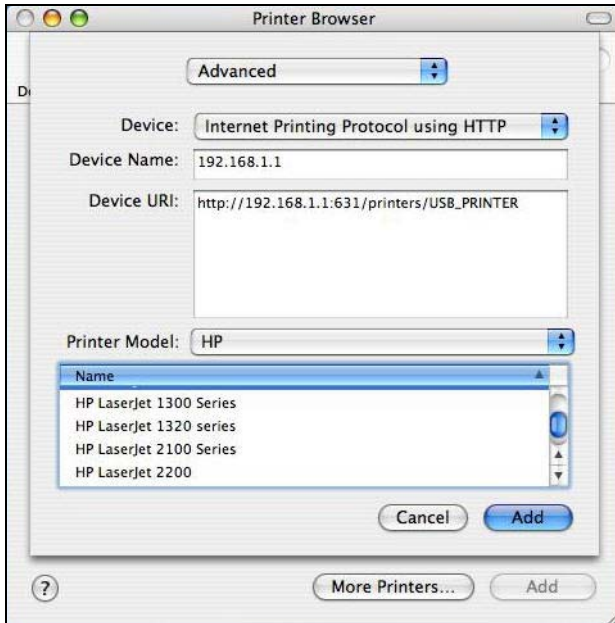 Printer Browser
Advanced
Device: Internet Printing Protocol using HTTP
Device Name: 192.168.1.1
Device URI: http://192.168.1.1:631/printers/USB_PRINTER
Printer Model: HP
Name
HP LaserJet 1300 Series
HP LaserJet 1320 series
HP LaserJet 2100 Series
HP LaserJet 2200
Cancel Add
? More Printers... Add